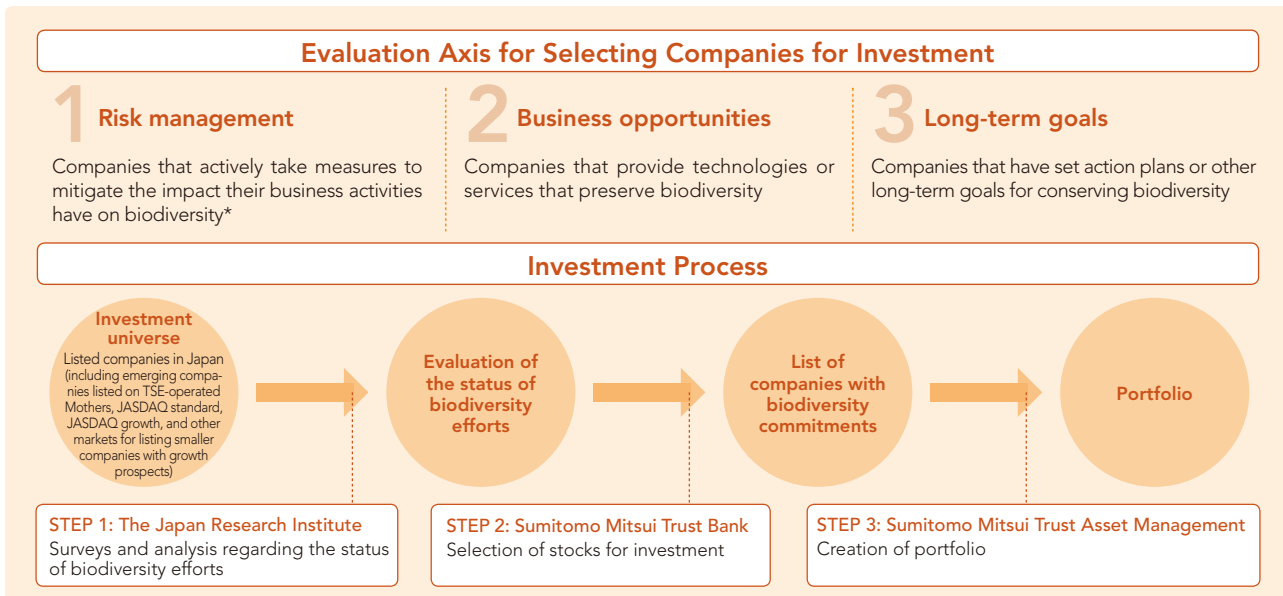 Evaluation Axis for Selecting Companies for Investment
1 Risk management
Companies that actively take measures to
mitigate the impact their business activities
have on biodiversity*
2 Business opportunities
Companies that provide technologies or
services that preserve biodiversity
3 Long-term goals
Companies that have set action plans or other
long-term goals for conserving biodiversity
Investment Process
Investment
universe
Listed companies in Japan
(including emerging compa-
nies listed on TSE-operated
Mothers, JASDAQ standard,
JASDAQ growth, and other
markets for listing smaller
companies with growth
prospects)
Evaluation of
the status of
biodiversity
efforts
List of
companies with
biodiversity
commitments
Portfolio
STEP 1: The Japan Research Institute
Surveys and analysis regarding the status
of biodiversity efforts
STEP 2: Sumitomo Mitsui Trust Bank
Selection of stocks for investment
STEP 3: Sumitomo Mitsui Trust Asset Management
Creation of portfolio